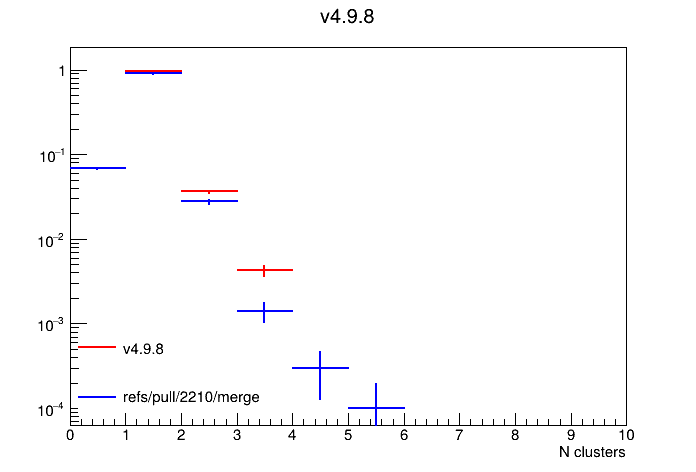 v4.9.8
1
10⁻¹
10⁻²
10⁻³
10⁻⁴
v4.9.8
refs/pull/2210/merge
0 1 2 3 4 5 6 7 8 9 10
N clusters